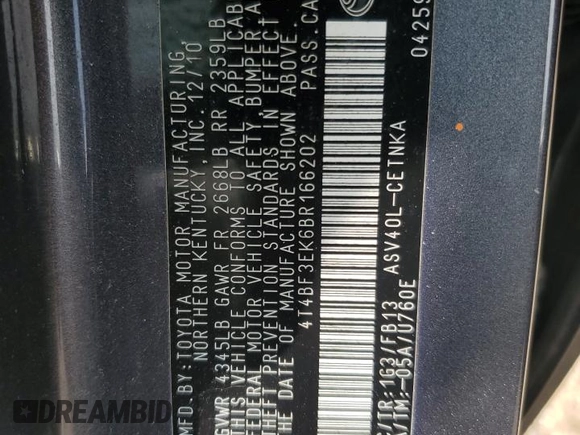 MFD. BY: TOYOTA MOTOR MANUFACTURING,
NORTHERN KENTUCKY, INC. 12/10
GVWR 4345LB GAWR FR 2668LB RR 2359LB
THIS VEHICLE CONFORMS TO ALL APPLICAB
FEDERAL MOTOR VEHICLE SAFETY, BUMPER, A
THEFT PREVENTION STANDARDS IN EFFECT
THE DATE OF MANUFACTURE SHOWN ABOVE.
4T4BF3EK6BR166202 PASS.CA
04259
C/TR:1G3/FB13 ASV40L-CETNKA
/TM:-05A/U760E
DREAMBID